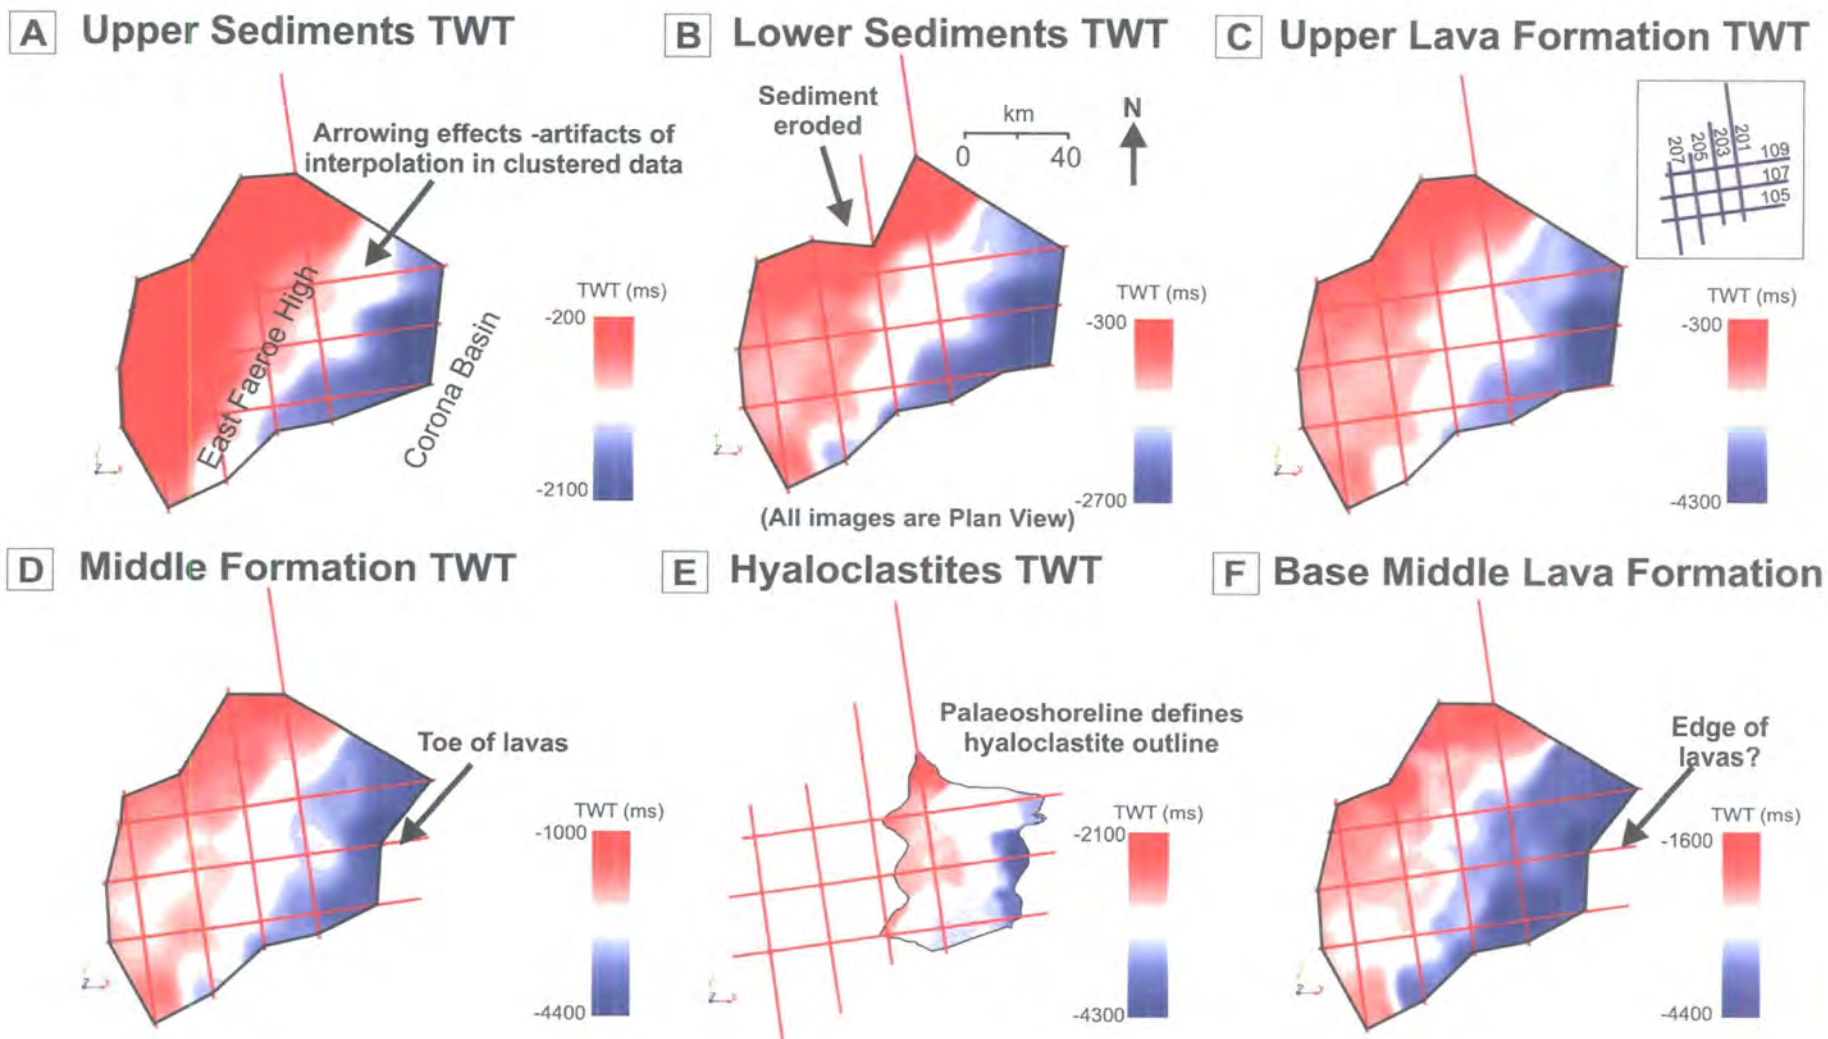 A Upper Sediments TWT
Arrowing effects -artifacts of
interpolation in clustered data
East Faeroe High
Corona Basin
TWT (ms)
-200
-2100
Z
X
B Lower Sediments TWT
Sediment
eroded
km
0 40
N
TWT (ms)
-300
-2700
Z
X
(All images are Plan View)
C Upper Lava Formation TWT
207
205
203
201
109
107
105
TWT (ms)
-300
-4300
Z
X
D Middle Formation TWT
Toe of lavas
TWT (ms)
-1000
-4400
Z
X
E Hyaloclastites TWT
Palaeoshoreline defines
hyaloclastite outline
TWT (ms)
-2100
-4300
Z
X
F Base Middle Lava Formation
Edge of
lavas?
TWT (ms)
-1600
-4400
Z
X